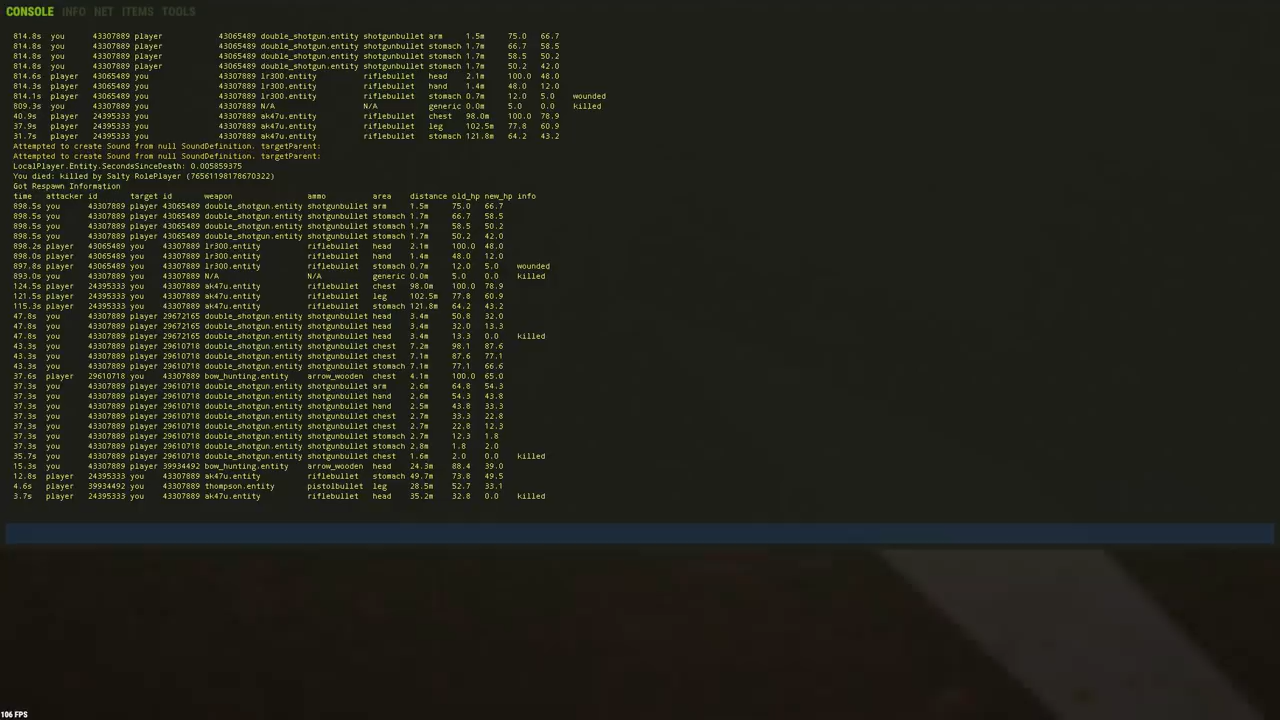 CONSOLE INFO NET ITEMS TOOLS
814.8s you 43307889 player 43065489 double_shotgun.entity shotgunbullet arm 1.5m 75.0 66.7
814.8s you 43307889 player 43065489 double_shotgun.entity shotgunbullet stomach 1.7m 66.7 58.5
814.8s you 43307889 player 43065489 double_shotgun.entity shotgunbullet stomach 1.7m 58.5 50.2
814.8s you 43307889 player 43065489 double_shotgun.entity shotgunbullet stomach 1.7m 50.2 42.0
814.6s player 43065489 you 43307889 lr300.entity riflebullet head 2.1m 100.0 48.0
814.3s player 43065489 you 43307889 lr300.entity riflebullet hand 1.4m 48.0 12.0
814.1s player 43065489 you 43307889 lr300.entity riflebullet stomach 0.7m 12.0 5.0 wounded
809.3s you 43307889 you 43307889 N/A N/A generic 0.0m 5.0 0.0 killed
40.9s player 24395333 you 43307889 ak47u.entity riflebullet chest 98.0m 100.0 78.9
37.9s player 24395333 you 43307889 ak47u.entity riflebullet leg 102.5m 77.8 60.9
31.7s player 24395333 you 43307889 ak47u.entity riflebullet stomach 121.8m 64.2 43.2
Attempted to create Sound from null SoundDefinition. targetParent:
Attempted to create Sound from null SoundDefinition. targetParent:
LocalPlayer.Entity.SecondsSinceDeath: 0.005859375
You died: killed by Salty RolePlayer (76561198178670322)
Got Respawn Information
time attacker id target id weapon ammo area distance old_hp new_hp info
898.5s you 43307889 player 43065489 double_shotgun.entity shotgunbullet arm 1.5m 75.0 66.7
898.5s you 43307889 player 43065489 double_shotgun.entity shotgunbullet stomach 1.7m 66.7 58.5
898.5s you 43307889 player 43065489 double_shotgun.entity shotgunbullet stomach 1.7m 58.5 50.2
898.5s you 43307889 player 43065489 double_shotgun.entity shotgunbullet stomach 1.7m 50.2 42.0
898.2s player 43065489 you 43307889 lr300.entity riflebullet head 2.1m 100.0 48.0
898.0s player 43065489 you 43307889 lr300.entity riflebullet hand 1.4m 48.0 12.0
897.8s player 43065489 you 43307889 lr300.entity riflebullet stomach 0.7m 12.0 5.0 wounded
893.0s you 43307889 you 43307889 N/A N/A generic 0.0m 5.0 0.0 killed
124.5s player 24395333 you 43307889 ak47u.entity riflebullet chest 98.0m 100.0 78.9
121.5s player 24395333 you 43307889 ak47u.entity riflebullet leg 102.5m 77.8 60.9
115.3s player 24395333 you 43307889 ak47u.entity riflebullet stomach 121.8m 64.2 43.2
47.8s you 43307889 player 29672165 double_shotgun.entity shotgunbullet head 3.4m 50.8 32.0
47.8s you 43307889 player 29672165 double_shotgun.entity shotgunbullet head 3.4m 32.0 13.3
47.8s you 43307889 player 29672165 double_shotgun.entity shotgunbullet head 3.4m 13.3 0.0 killed
43.3s you 43307889 player 29610718 double_shotgun.entity shotgunbullet chest 7.2m 98.1 87.6
43.3s you 43307889 player 29610718 double_shotgun.entity shotgunbullet chest 7.1m 87.6 77.1
43.3s you 43307889 player 29610718 double_shotgun.entity shotgunbullet stomach 7.1m 77.1 66.6
37.6s player 29610718 you 43307889 bow_hunting.entity arrow_wooden chest 4.1m 100.0 65.0
37.3s you 43307889 player 29610718 double_shotgun.entity shotgunbullet arm 2.6m 64.8 54.3
37.3s you 43307889 player 29610718 double_shotgun.entity shotgunbullet hand 2.6m 54.3 43.8
37.3s you 43307889 player 29610718 double_shotgun.entity shotgunbullet hand 2.5m 43.8 33.3
37.3s you 43307889 player 29610718 double_shotgun.entity shotgunbullet chest 2.7m 33.3 22.8
37.3s you 43307889 player 29610718 double_shotgun.entity shotgunbullet chest 2.7m 22.8 12.3
37.3s you 43307889 player 29610718 double_shotgun.entity shotgunbullet stomach 2.7m 12.3 1.8
37.3s you 43307889 player 29610718 double_shotgun.entity shotgunbullet stomach 2.8m 1.8 2.0
35.7s you 43307889 player 29610718 double_shotgun.entity shotgunbullet chest 1.6m 2.0 0.0 killed
15.3s you 43307889 player 39934492 bow_hunting.entity arrow_wooden head 24.3m 88.4 39.0
12.8s player 24395333 you 43307889 ak47u.entity riflebullet stomach 49.7m 73.8 49.5
4.6s player 39934492 you 43307889 thompson.entity pistolbullet leg 28.5m 52.7 33.1
3.7s player 24395333 you 43307889 ak47u.entity riflebullet head 35.2m 32.8 0.0 killed
106 FPS